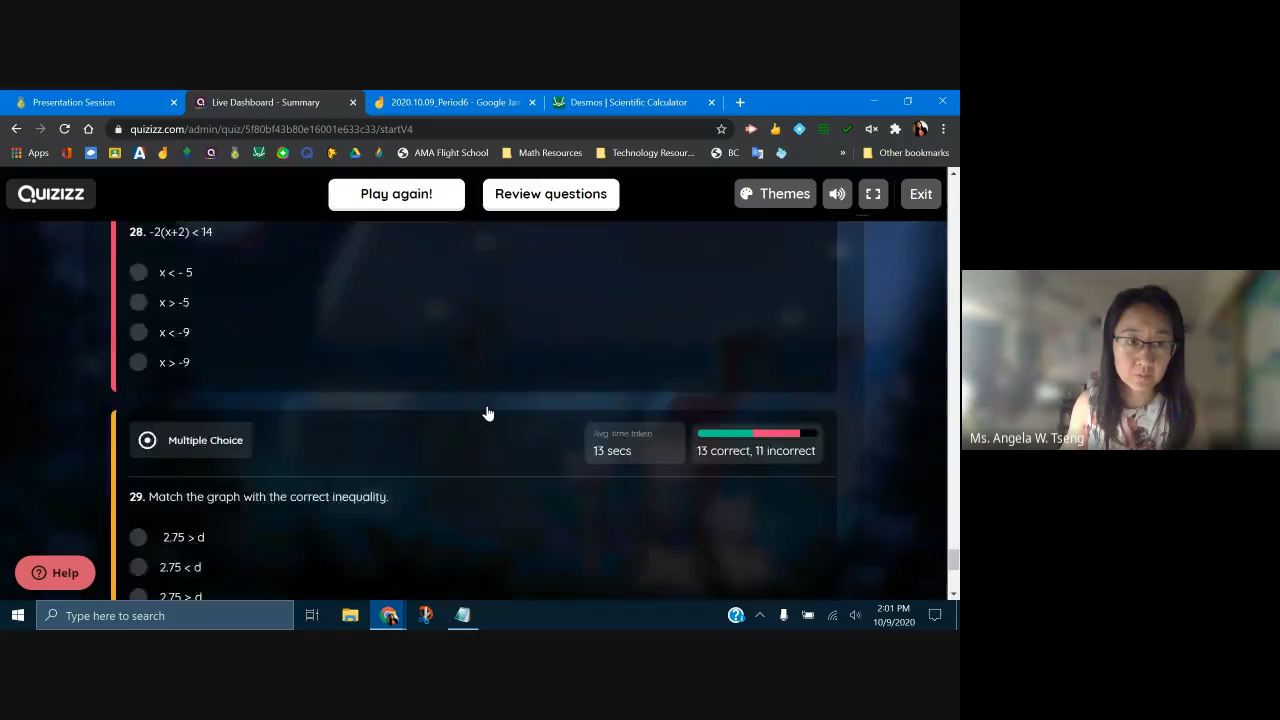 Presentation Session
Live Dashboard - Summary
2020.10.09_Period6 - Google Jan
Desmos | Scientific Calculator
quizizz.com/admin/quiz/5f80bf43b80e16001e633c33/startV4
Apps
AMA Flight School
Math Resources
Technology Resour...
BC
Other bookmarks
Quizizz
Play again!
Review questions
Themes
Exit
28. -2(x+2) < 14
x < - 5
x > -5
x < -9
x > -9
Multiple Choice
Avg. time taken
13 secs
13 correct, 11 incorrect
29. Match the graph with the correct inequality.
2.75 > d
2.75 < d
2.75 > d
Help
Type here to search
2:01 PM
10/9/2020
Ms. Angela W. Tseng